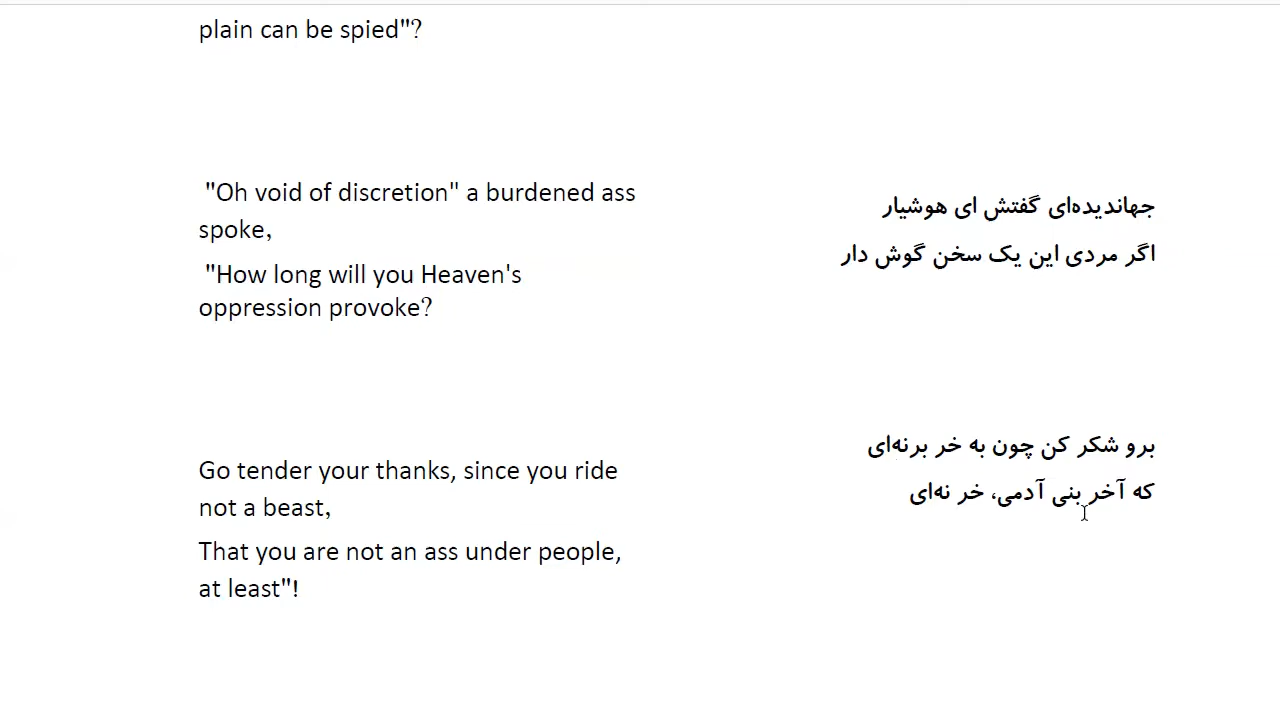 plain can be spied"?
"Oh void of discretion" a burdened ass
spoke,
"How long will you Heaven's
oppression provoke?
جهاندیده‌ای گفتش ای هوشیار
اگر مردی این یک سخن گوش دار
Go tender your thanks, since you ride
not a beast,
That you are not an ass under people,
at least"!
برو شکر کن چون به خر برنه‌ای
که آخر بنی آدمی، خر نه‌ای